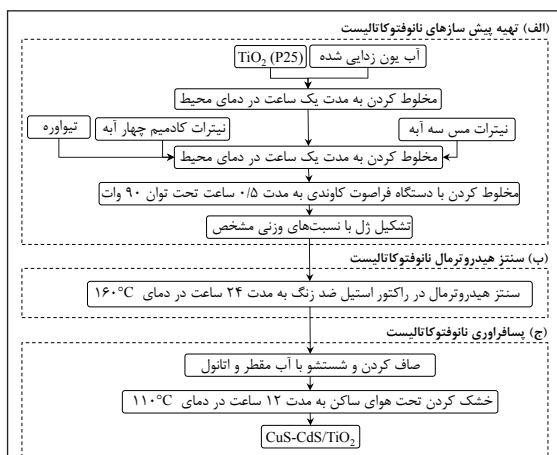 (الف) تهیه پیش سازهای نانوفتوکاتالیست
آب یون زدایی شده
TiO2 (P25)
مخلوط کردن به مدت یک ساعت در دمای محیط
نیترات مس سه آبه
نیترات کادمیم چهار آبه
تیواوره
مخلوط کردن به مدت یک ساعت در دمای محیط
مخلوط کردن با دستگاه فراصوت کاوندی به مدت ۰/۵ ساعت تحت توان ۹۰ وات
تشکیل ژل با نسبت‌های وزنی مشخص
(ب) سنتز هیدروترمال نانوفتوکاتالیست
سنتز هیدروترمال در راکتور استیل ضد زنگ به مدت ۲۴ ساعت در دمای ۱۶۰°C
(ج) پسافراوری نانوفتوکاتالیست
صاف کردن و شستشو با آب مقطر و اتانول
خشک کردن تحت هوای ساکن به مدت ۱۲ ساعت در دمای ۱۱۰°C
CuS-CdS/TiO2